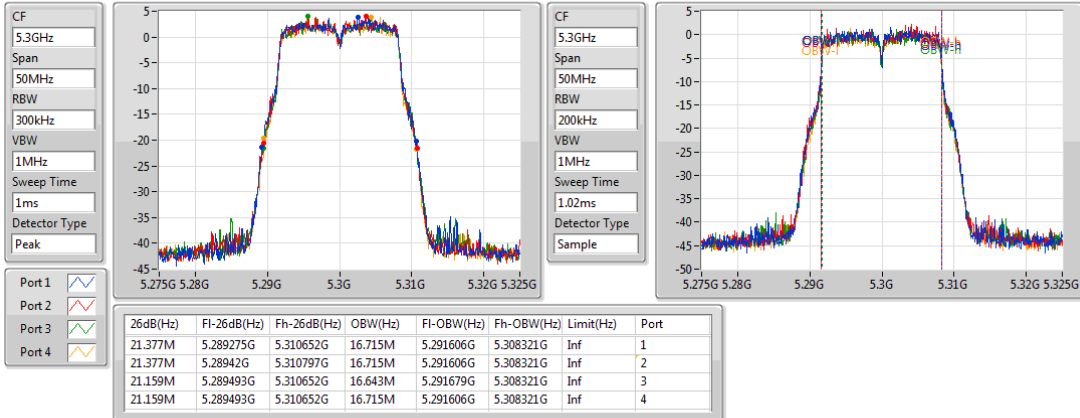 CF
5.3GHz
Span
50MHz
RBW
300kHz
VBW
1MHz
Sweep Time
1ms
Detector Type
Peak
5
0
-5
-10
-15
-20
-25
-30
-35
-40
-45
5.275G 5.28G 5.29G 5.3G 5.31G 5.32G 5.325G
CF
5.3GHz
Span
50MHz
RBW
200kHz
VBW
1MHz
Sweep Time
1.02ms
Detector Type
Sample
5
0
-5
-10
-15
-20
-25
-30
-35
-40
-45
-50
5.275G 5.28G 5.29G 5.3G 5.31G 5.32G 5.325G
Port 1
Port 2
Port 3
Port 4
26dB(Hz) Fl-26dB(Hz) Fh-26dB(Hz) OBW(Hz) Fl-OBW(Hz) Fh-OBW(Hz) Limit(Hz) Port
21.377M 5.289275G 5.310652G 16.715M 5.291606G 5.308321G Inf 1
21.377M 5.28942G 5.310797G 16.715M 5.291606G 5.308321G Inf 2
21.159M 5.289493G 5.310652G 16.643M 5.291679G 5.308321G Inf 3
21.159M 5.289493G 5.310652G 16.715M 5.291606G 5.308321G Inf 4